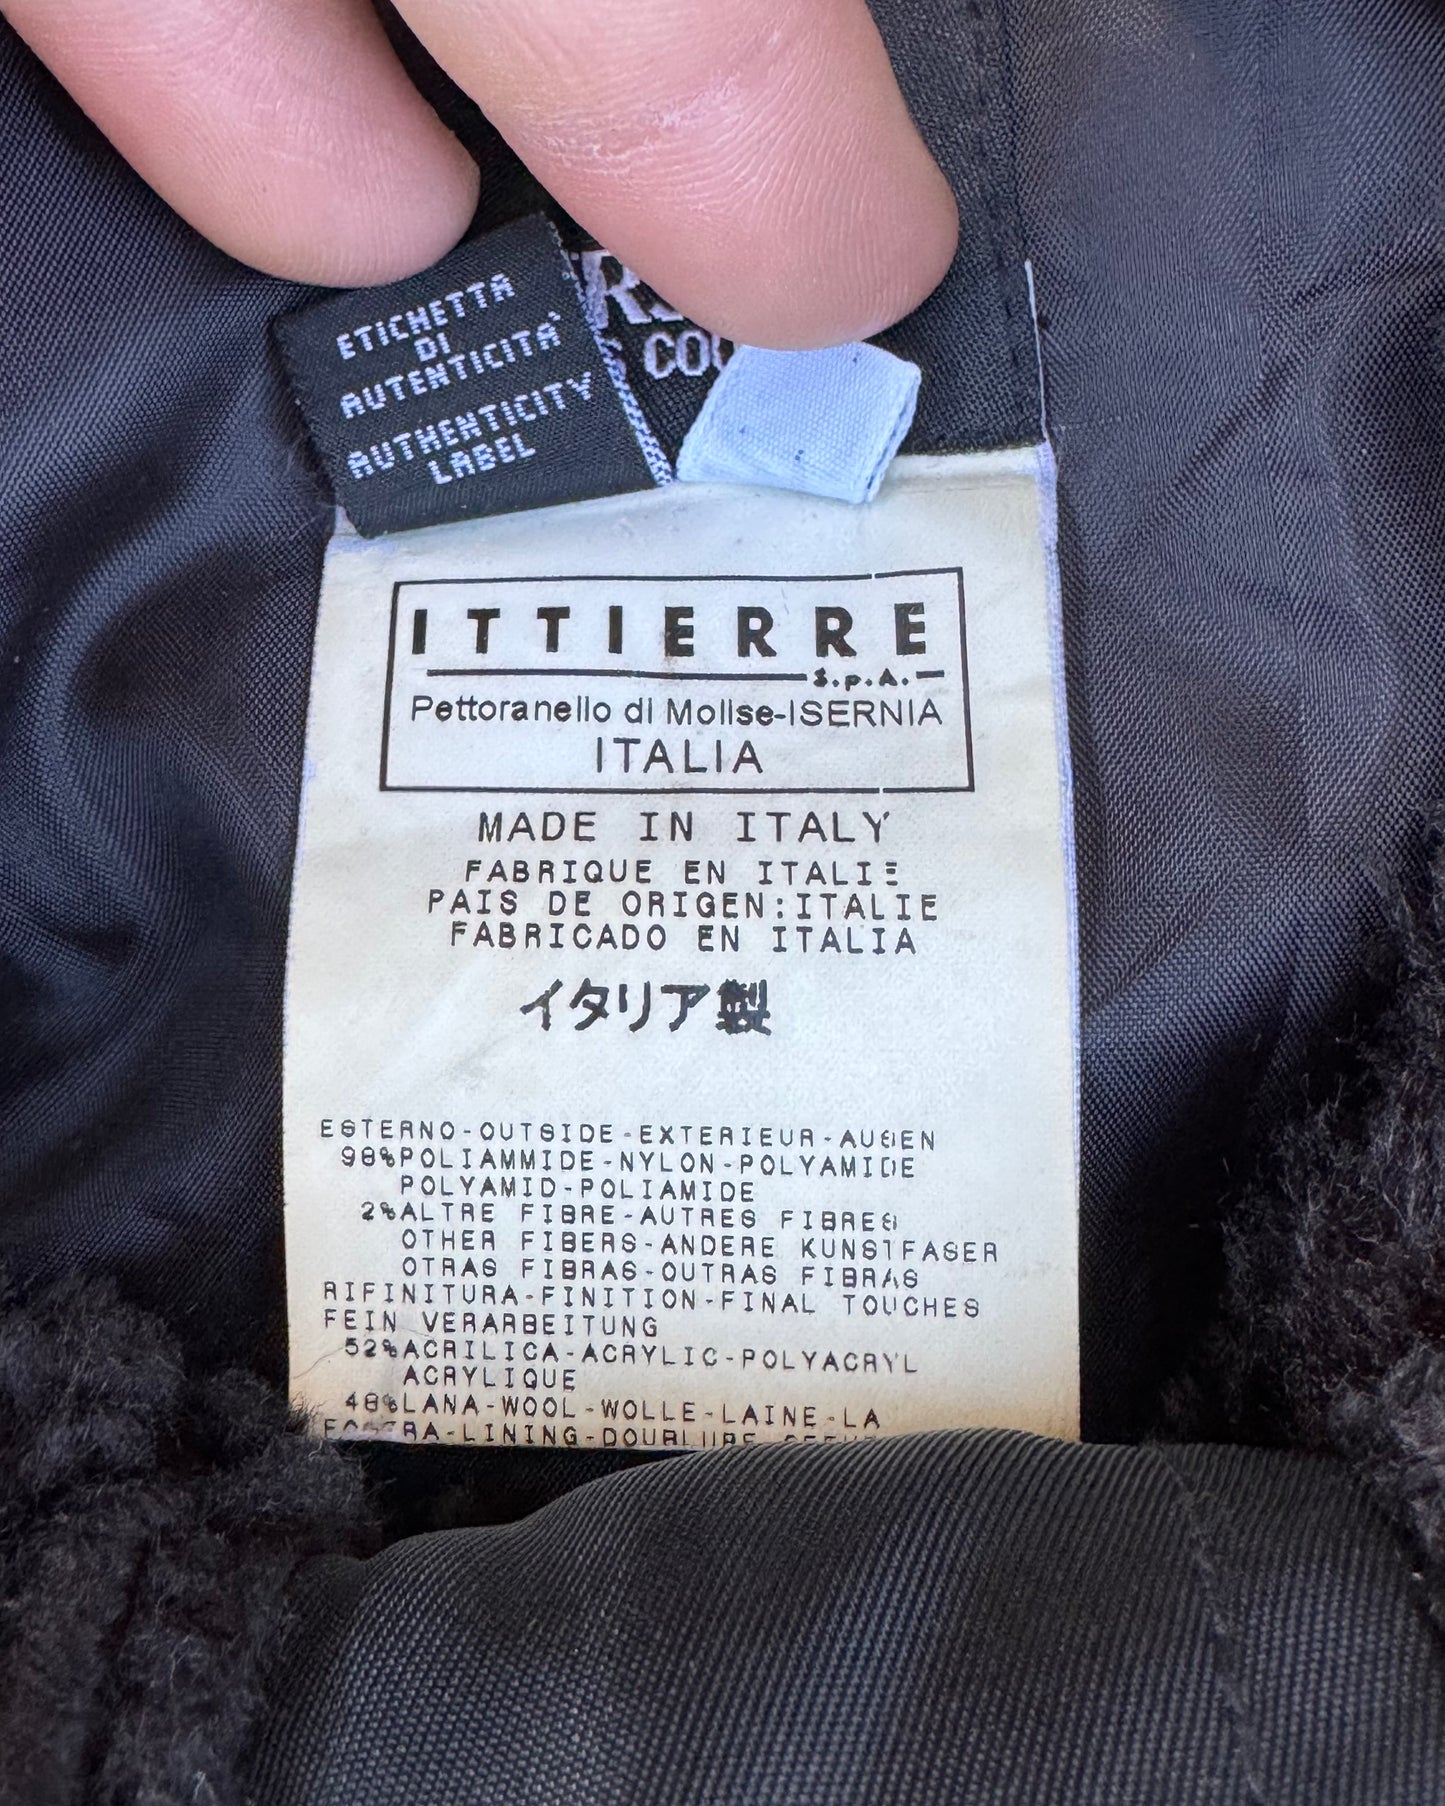 ETICHETTA
DI
AUTENTICITA'
AUTHENTICITY
LABEL
ITTIERRE
S.p.A.
Pettoranello di Molise-ISERNIA
ITALIA
MADE IN ITALY
FABRIQUE EN ITALIE
PAIS DE ORIGEN:ITALIE
FABRICADO EN ITALIA
イタリア製
ESTERNO-OUTSIDE-EXTERIEUR-AUSEN
98%POLIAMMIDE-NYLON-POLYAMIDE
POLYAMID-POLIAMIDE
2%ALTRE FIBRE-AUTRES FIBRES
OTHER FIBERS-ANDERE KUNSTFASER
OTRAS FIBRAS-OUTRAS FIBRAS
RIFINITURA-FINITION-FINAL TOUCHES
FEIN VERARBEITUNG
52%ACRILICA-ACRYLIC-POLYACRYL
ACRYLIQUE
48%LANA-WOOL-WOLLE-LAINE-LA
LINING